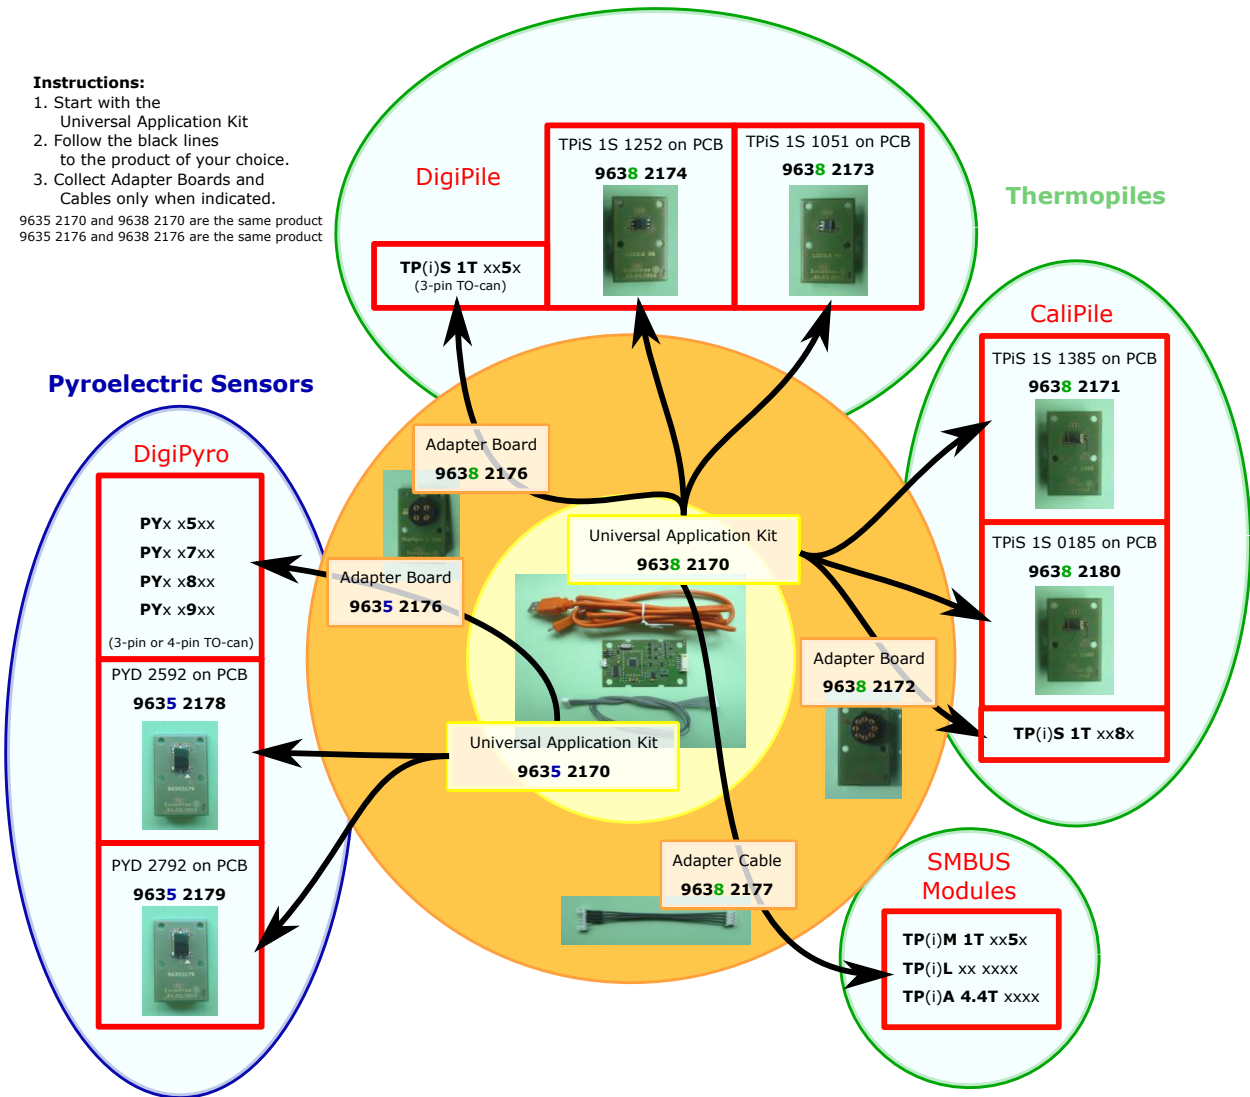 Instructions:
1. Start with the
Universal Application Kit
2. Follow the black lines
to the product of your choice.
3. Collect Adapter Boards and
Cables only when indicated.
9635 2170 and 9638 2170 are the same product
9635 2176 and 9638 2176 are the same product
DigiPile
TP(i)S 1T xx5x
(3-pin TO-can)
TPiS 1S 1252 on PCB
9638 2174
TPiS 1S 1051 on PCB
9638 2173
Thermopiles
CaliPile
TPiS 1S 1385 on PCB
9638 2171
TPiS 1S 0185 on PCB
9638 2180
TP(i)S 1T xx8x
Pyroelectric Sensors
DigiPyro
PYx x5xx
PYx x7xx
PYx x8xx
PYx x9xx
(3-pin or 4-pin TO-can)
PYD 2592 on PCB
9635 2178
PYD 2792 on PCB
9635 2179
Adapter Board
9638 2176
Adapter Board
9635 2176
Universal Application Kit
9638 2170
Universal Application Kit
9635 2170
Adapter Board
9638 2172
Adapter Cable
9638 2177
SMBUS
Modules
TP(i)M 1T xx5x
TP(i)L xx xxxx
TP(i)A 4.4T xxxx